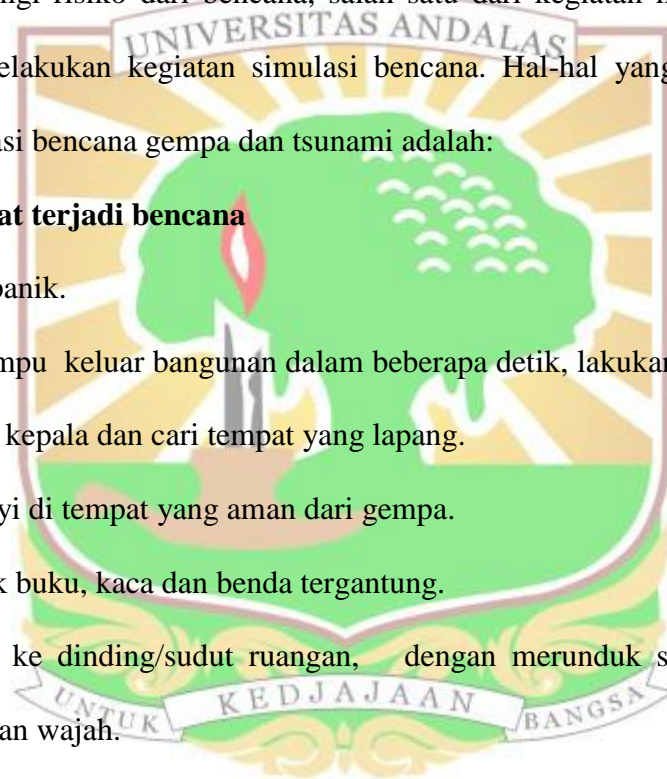 risiko dari bencana, salah satu dari kegiatan
UNIVERSITAS ANDALAS
elakukan kegiatan simulasi bencana. Hal-hal yang
asi bencana gempa dan tsunami adalah:
at terjadi bencana
panik.
mpu keluar bangunan dalam beberapa detik, lakukan
kepala dan cari tempat yang lapang.
yi di tempat yang aman dari gempa.
k buku, kaca dan benda tergantung.
ke dinding/sudut ruangan, dengan merunduk s
an wajah.
UNTUK KEDJAJAAN BANGSA